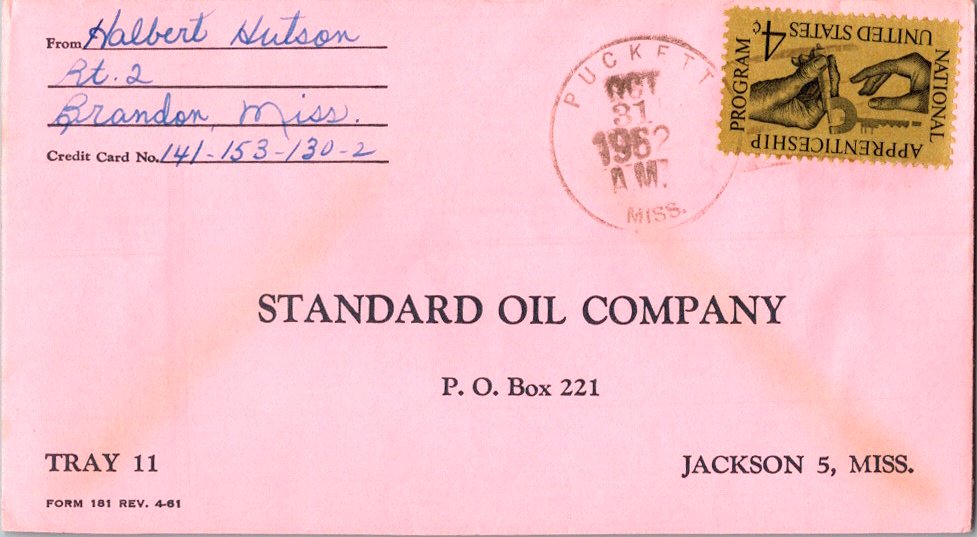 From Halbert Hutson
Rt. 2
Brandon, Miss.
Credit Card No. 141-153-130-2
PUCKETT
OCT
31
1962
A.M.
MISS.
NATIONAL
APPRENTICESHIP
PROGRAM
4c UNITED STATES
STANDARD OIL COMPANY
P. O. Box 221
TRAY 11
JACKSON 5, MISS.
FORM 181 REV. 4-61